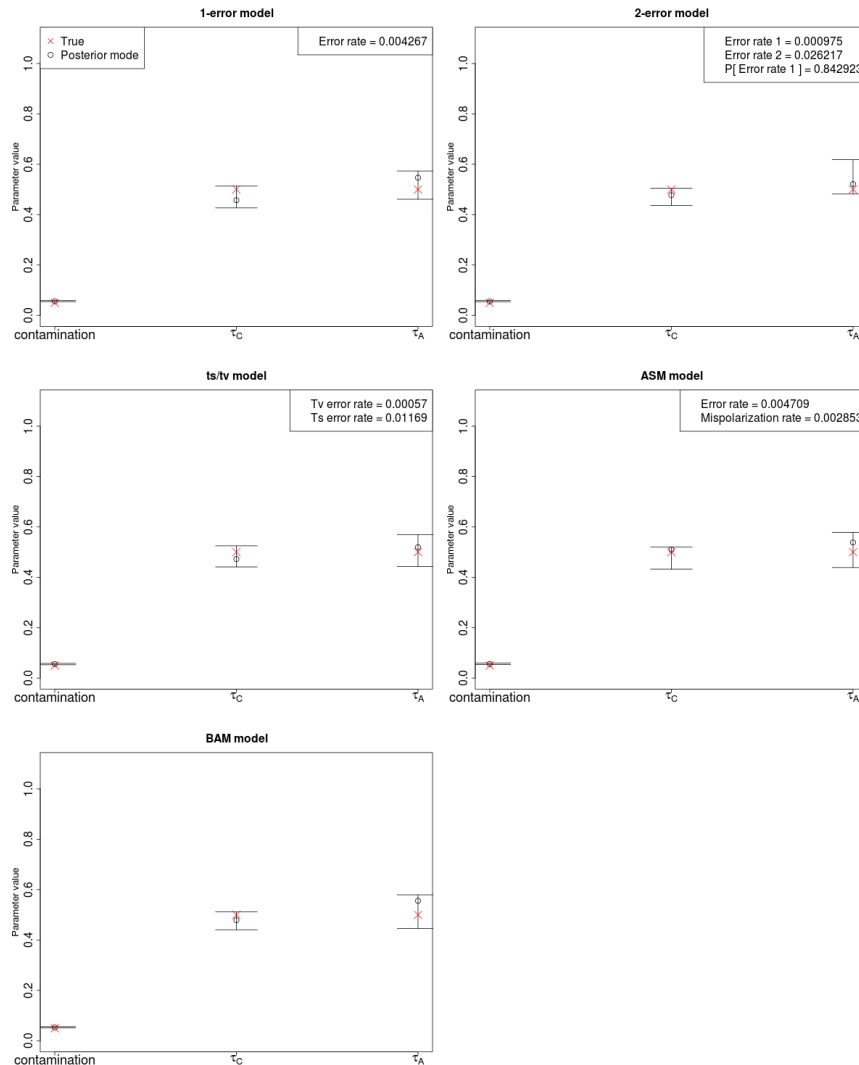 1-error model
× True
○ Posterior mode
Error rate = 0.004267
Parameter value
0.0
0.2
0.4
0.6
0.8
1.0
contamination
τC
τA
2-error model
Error rate 1 = 0.000975
Error rate 2 = 0.026217
P[ Error rate 1 ] = 0.842923
Parameter value
0.0
0.2
0.4
0.6
0.8
1.0
contamination
τC
τA
ts/tv model
Tv error rate = 0.00057
Ts error rate = 0.01169
Parameter value
0.0
0.2
0.4
0.6
0.8
1.0
contamination
τC
τA
ASM model
Error rate = 0.004709
Mispolarization rate = 0.002853
Parameter value
0.0
0.2
0.4
0.6
0.8
1.0
contamination
τC
τA
BAM model
Parameter value
0.0
0.2
0.4
0.6
0.8
1.0
contamination
τC
τA